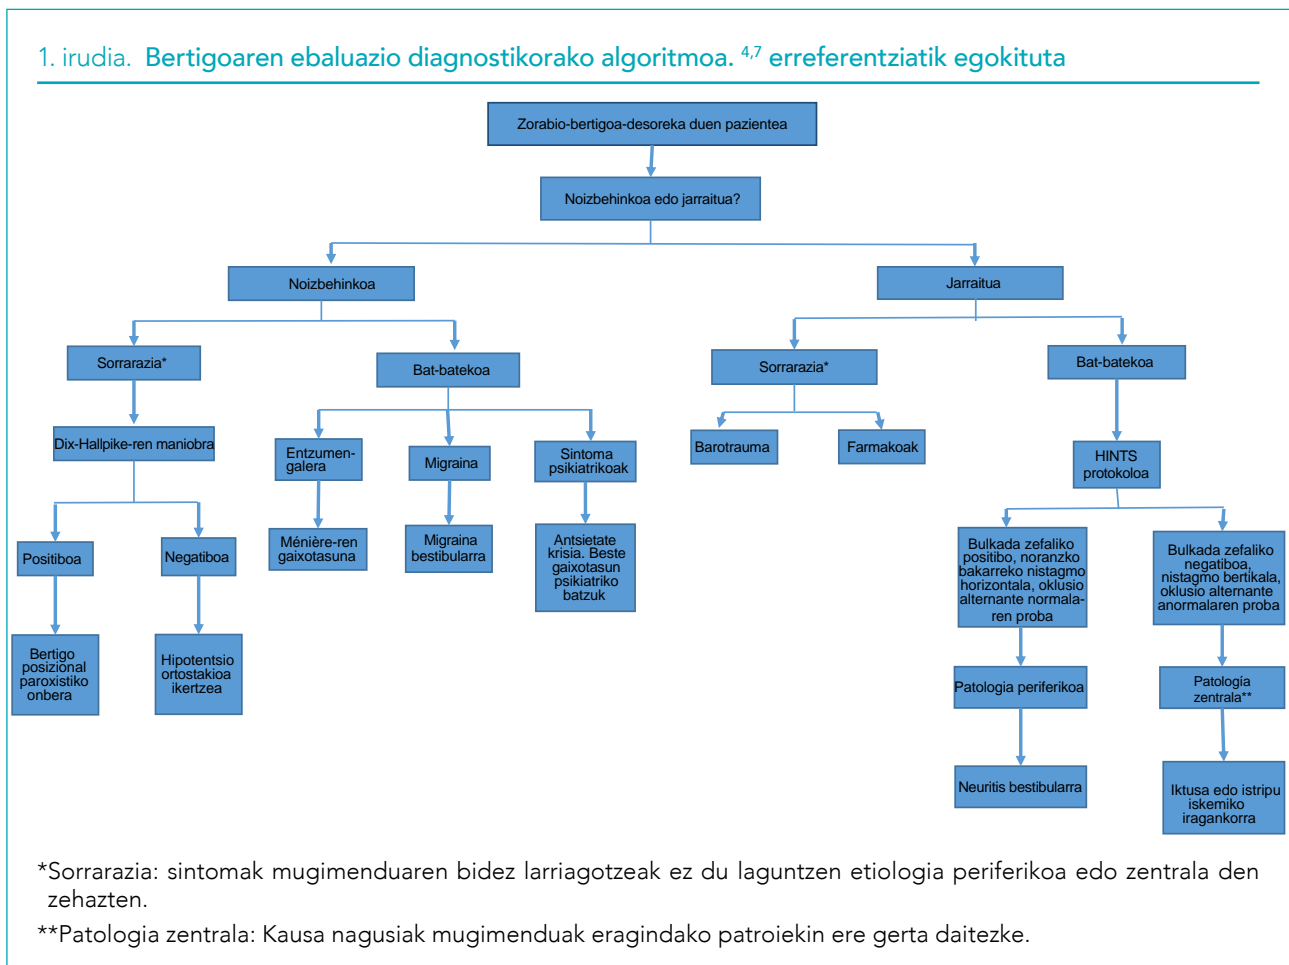 1. irudia. Bertigoaren ebaluazio diagnostikorako algoritmoa. 4,7 erreferentziatik egokituta
Zorabio-bertigoa-desoreka duen pazientea
Noizbehinkoa edo jarraitua?
Noizbehinkoa
Jarraitua
Sorrarazia*
Bat-batekoa
Sorrarazia*
Bat-batekoa
Dix-Hallpike-ren maniobra
Entzumen-
galera
Migraina
Sintoma
psikiatrikoak
Barotrauma
Farmakoak
HINTS
protokoloa
Positiboa
Negatiboa
Ménière-ren
gaixotasuna
Migraina
bestibularra
Antsietate
krisia. Beste
gaixotasun
psikiatriko
batzuk
Bulkada zefaliko
positibo, noranzko
bakarreko nistagmo
horizontala, oklusio
alternante normala-
ren proba
Bulkada zefaliko
negatiboa,
nistagmo bertikala,
oklusio alternante
anormalaren proba
Bertigo
posizional
paroxistiko
onbera
Hipotentsio
ortostakioa
ikertzea
Patologia periferikoa
Patología
zentrala**
Neuritis bestibularra
Iktusa edo istripu
iskemiko
iragankorra
*Sorrarazia: sintomak mugimenduaren bidez larriagotzeak ez du laguntzen etiologia periferikoa edo zentrala den
zehazten.
**Patologia zentrala: Kausa nagusiak mugimenduak eragindako patroiekin ere gerta daitezke.